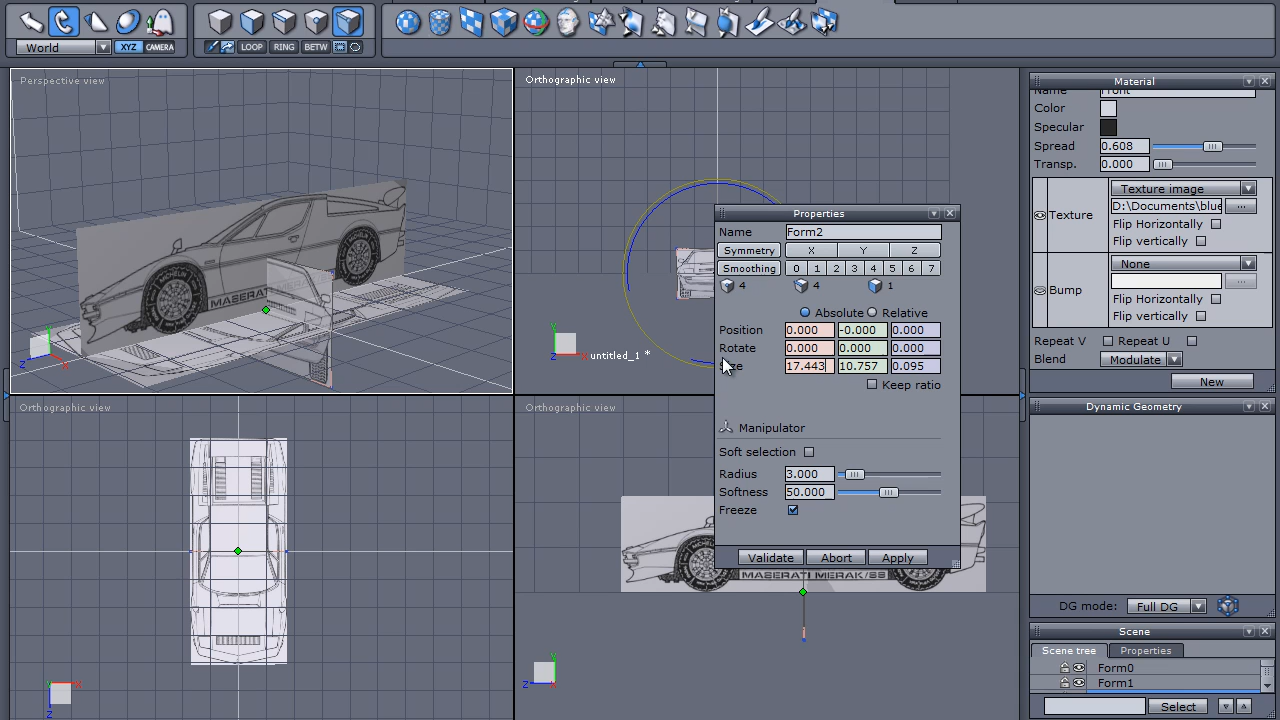 World
XYZ CAMERA
LOOP RING BETW
Perspective view
Orthographic view
Orthographic view
Orthographic view
MASERATI MERAK/SS
untitled_1 *
Z Y X
Properties
Name Form2
Symmetry X Y Z
Smoothing 0 1 2 3 4 5 6 7
4 4 1
Absolute Relative
Position 0.000 -0.000 0.000
Rotate 0.000 0.000 0.000
Size 17.443 10.757 0.095
Keep ratio
Manipulator
Soft selection
Radius 3.000
Softness 50.000
Freeze
Validate Abort Apply
Material
Name Front
Color
Specular
Spread 0.608
Transp. 0.000
Texture Texture image
D:\Documents\blue ...
Flip Horizontally
Flip vertically
Bump None
...
Flip Horizontally
Flip vertically
Repeat V Repeat U
Blend Modulate
New
Dynamic Geometry
DG mode: Full DG
Scene
Scene tree Properties
Form0
Form1
Select